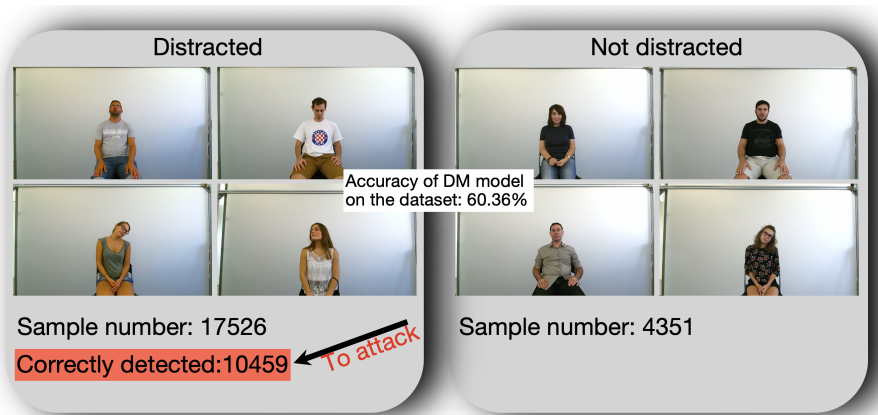 Distracted
Not distracted
Accuracy of DM model
on the dataset: 60.36%
Sample number: 17526
Correctly detected:10459
To attack
Sample number: 4351